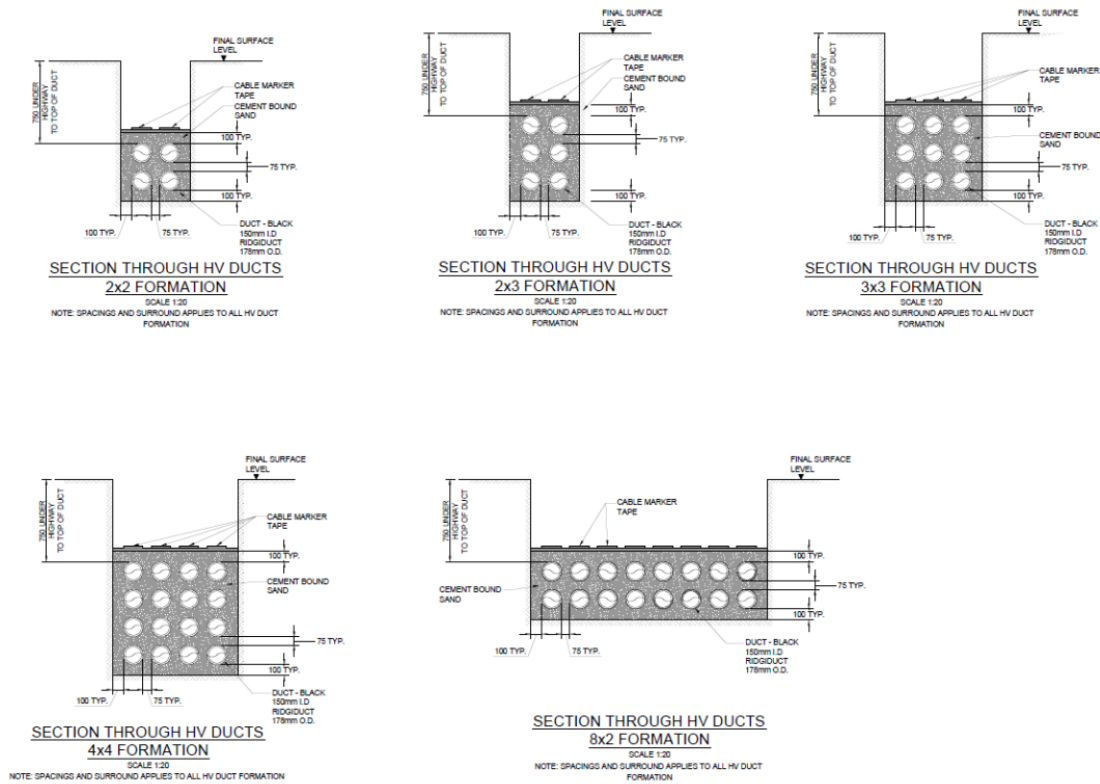 FINAL SURFACE
LEVEL
750 UNDER
HIGHWAY
TO TOP OF DUCT
CABLE MARKER
TAPE
CEMENT BOUND
SAND
100 TYP.
75 TYP.
100 TYP.
100 TYP.
75 TYP.
DUCT - BLACK
150mm I.D
RIDGIDUCT
178mm O.D.
SECTION THROUGH HV DUCTS
2x2 FORMATION
SCALE 1:20
NOTE: SPACINGS AND SURROUND APPLIES TO ALL HV DUCT
FORMATION
FINAL SURFACE
LEVEL
750 UNDER
HIGHWAY
TO TOP OF DUCT
CABLE MARKER
TAPE
CEMENT BOUND
SAND
100 TYP.
75 TYP.
100 TYP.
100 TYP.
75 TYP.
DUCT - BLACK
150mm I.D
RIDGIDUCT
178mm O.D.
SECTION THROUGH HV DUCTS
2x3 FORMATION
SCALE 1:20
NOTE: SPACINGS AND SURROUND APPLIES TO ALL HV DUCT
FORMATION
FINAL SURFACE
LEVEL
750 UNDER
HIGHWAY
TO TOP OF DUCT
CABLE MARKER
TAPE
100 TYP.
CEMENT BOUND
SAND
75 TYP.
100 TYP.
100 TYP.
75 TYP.
DUCT - BLACK
150mm I.D
RIDGIDUCT
178mm O.D.
SECTION THROUGH HV DUCTS
3x3 FORMATION
SCALE 1:20
NOTE: SPACINGS AND SURROUND APPLIES TO ALL HV DUCT
FORMATION
FINAL SURFACE
LEVEL
750 UNDER
HIGHWAY
TO TOP OF DUCT
CABLE MARKER
TAPE
100 TYP.
CEMENT BOUND
SAND
75 TYP.
100 TYP.
100 TYP.
75 TYP.
DUCT - BLACK
150mm I.D
RIDGIDUCT
178mm O.D.
SECTION THROUGH HV DUCTS
4x4 FORMATION
SCALE 1:20
NOTE: SPACINGS AND SURROUND APPLIES TO ALL HV DUCT FORMATION
FINAL SURFACE
LEVEL
750 UNDER
HIGHWAY
TO TOP OF DUCT
CABLE MARKER
TAPE
100 TYP.
75 TYP.
CEMENT BOUND
SAND
100 TYP.
100 TYP.
75 TYP.
DUCT - BLACK
150mm I.D
RIDGIDUCT
178mm O.D.
SECTION THROUGH HV DUCTS
8x2 FORMATION
SCALE 1:20
NOTE: SPACINGS AND SURROUND APPLIES TO ALL HV DUCT
FORMATION